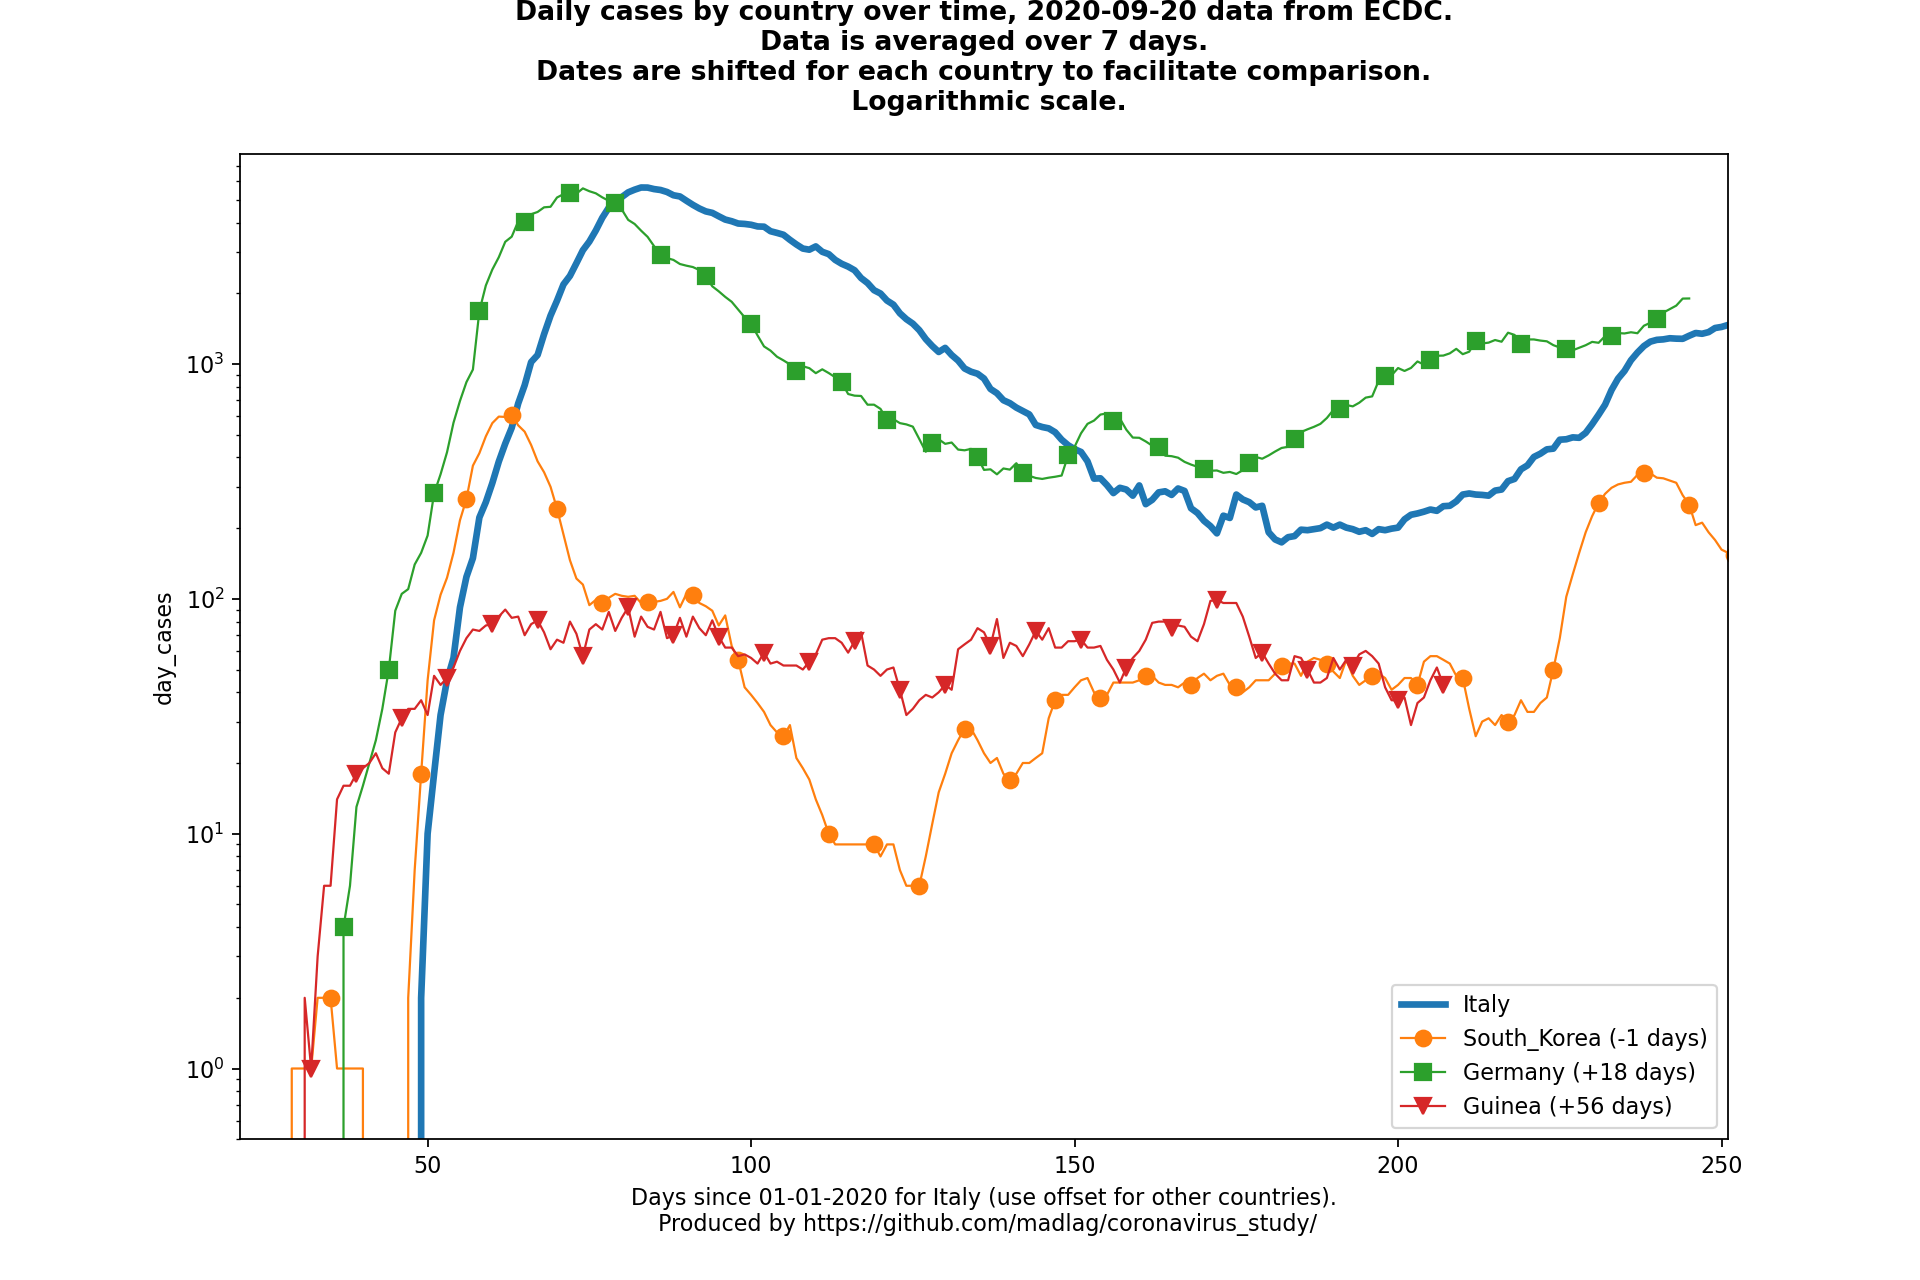 Daily cases by country over time, 2020-09-20 data from ECDC.
Data is averaged over 7 days.
Dates are shifted for each country to facilitate comparison.
Logarithmic scale.
day_cases
10³
10²
10¹
10⁰
Italy
South_Korea (-1 days)
Germany (+18 days)
Guinea (+56 days)
50 100 150 200 250
Days since 01-01-2020 for Italy (use offset for other countries).
Produced by https://github.com/madlag/coronavirus_study/